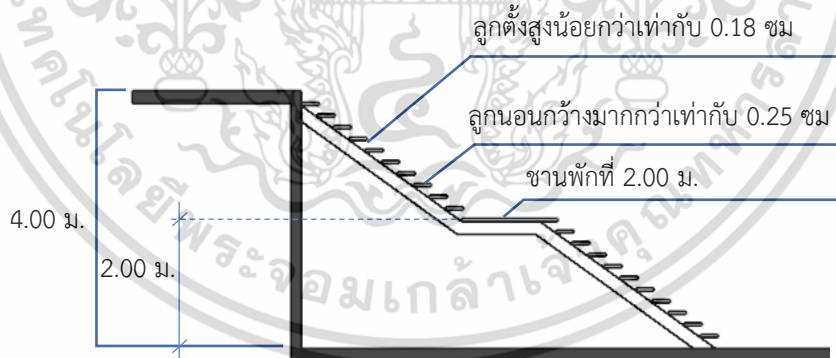 ลูกตั้งสูงน้อยกว่าเท่ากับ 0.18 ซม
ลูกนอนกว้างมากกว่าเท่ากับ 0.25 ซม
ชานพักที่ 2.00 ม.
4.00 ม.
2.00 ม.